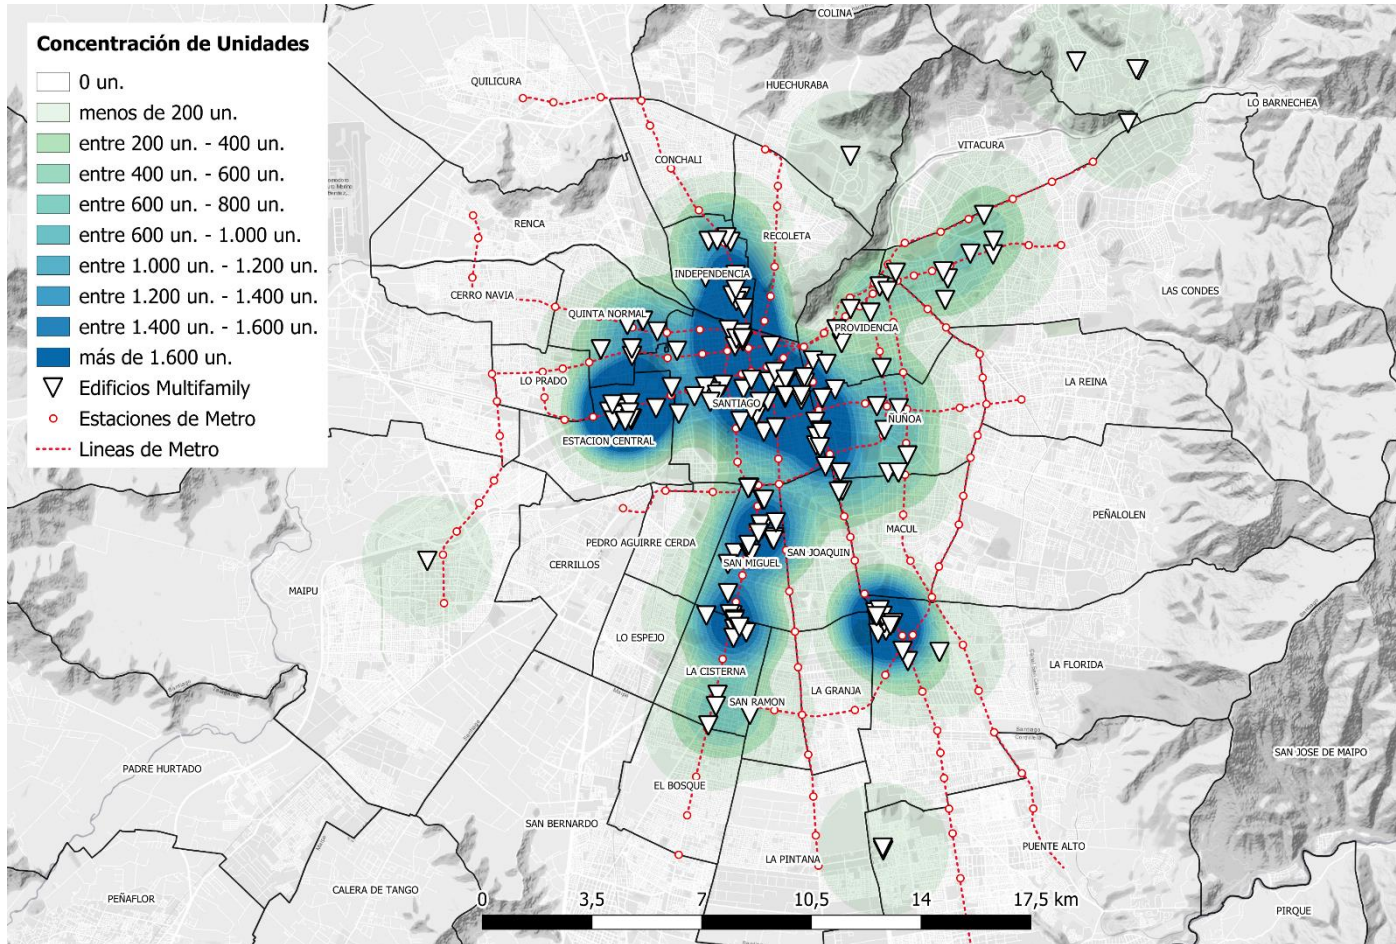 Concentración de Unidades
0 un.
menos de 200 un.
entre 200 un. - 400 un.
entre 400 un. - 600 un.
entre 600 un. - 800 un.
entre 600 un. - 1.000 un.
entre 1.000 un. - 1.200 un.
entre 1.200 un. - 1.400 un.
entre 1.400 un. - 1.600 un.
más de 1.600 un.
Edificios Multifamily
Estaciones de Metro
Lineas de Metro
COLINA
QUILICURA
HUECHURABA
LO BARNECHEA
VITACURA
CONCHALI
RENCA
RECOLETA
INDEPENDENCIA
CERRO NAVIA
LAS CONDES
QUINTA NORMAL
PROVIDENCIA
LO PRADO
LA REINA
SANTIAGO
ÑUÑOA
ESTACION CENTRAL
PEÑALOLEN
MACUL
PEDRO AGUIRRE CERDA
SAN JOAQUIN
CERRILLOS
SAN MIGUEL
MAIPU
LO ESPEJO
LA FLORIDA
LA CISTERNA
LA GRANJA
SAN RAMON
SAN JOSE DE MAIPO
PADRE HURTADO
EL BOSQUE
SAN BERNARDO
PUENTE ALTO
LA PINTANA
CALERA DE TANGO
PEÑAFLOR
PIRQUE
0 3,5 7 10,5 14 17,5 km